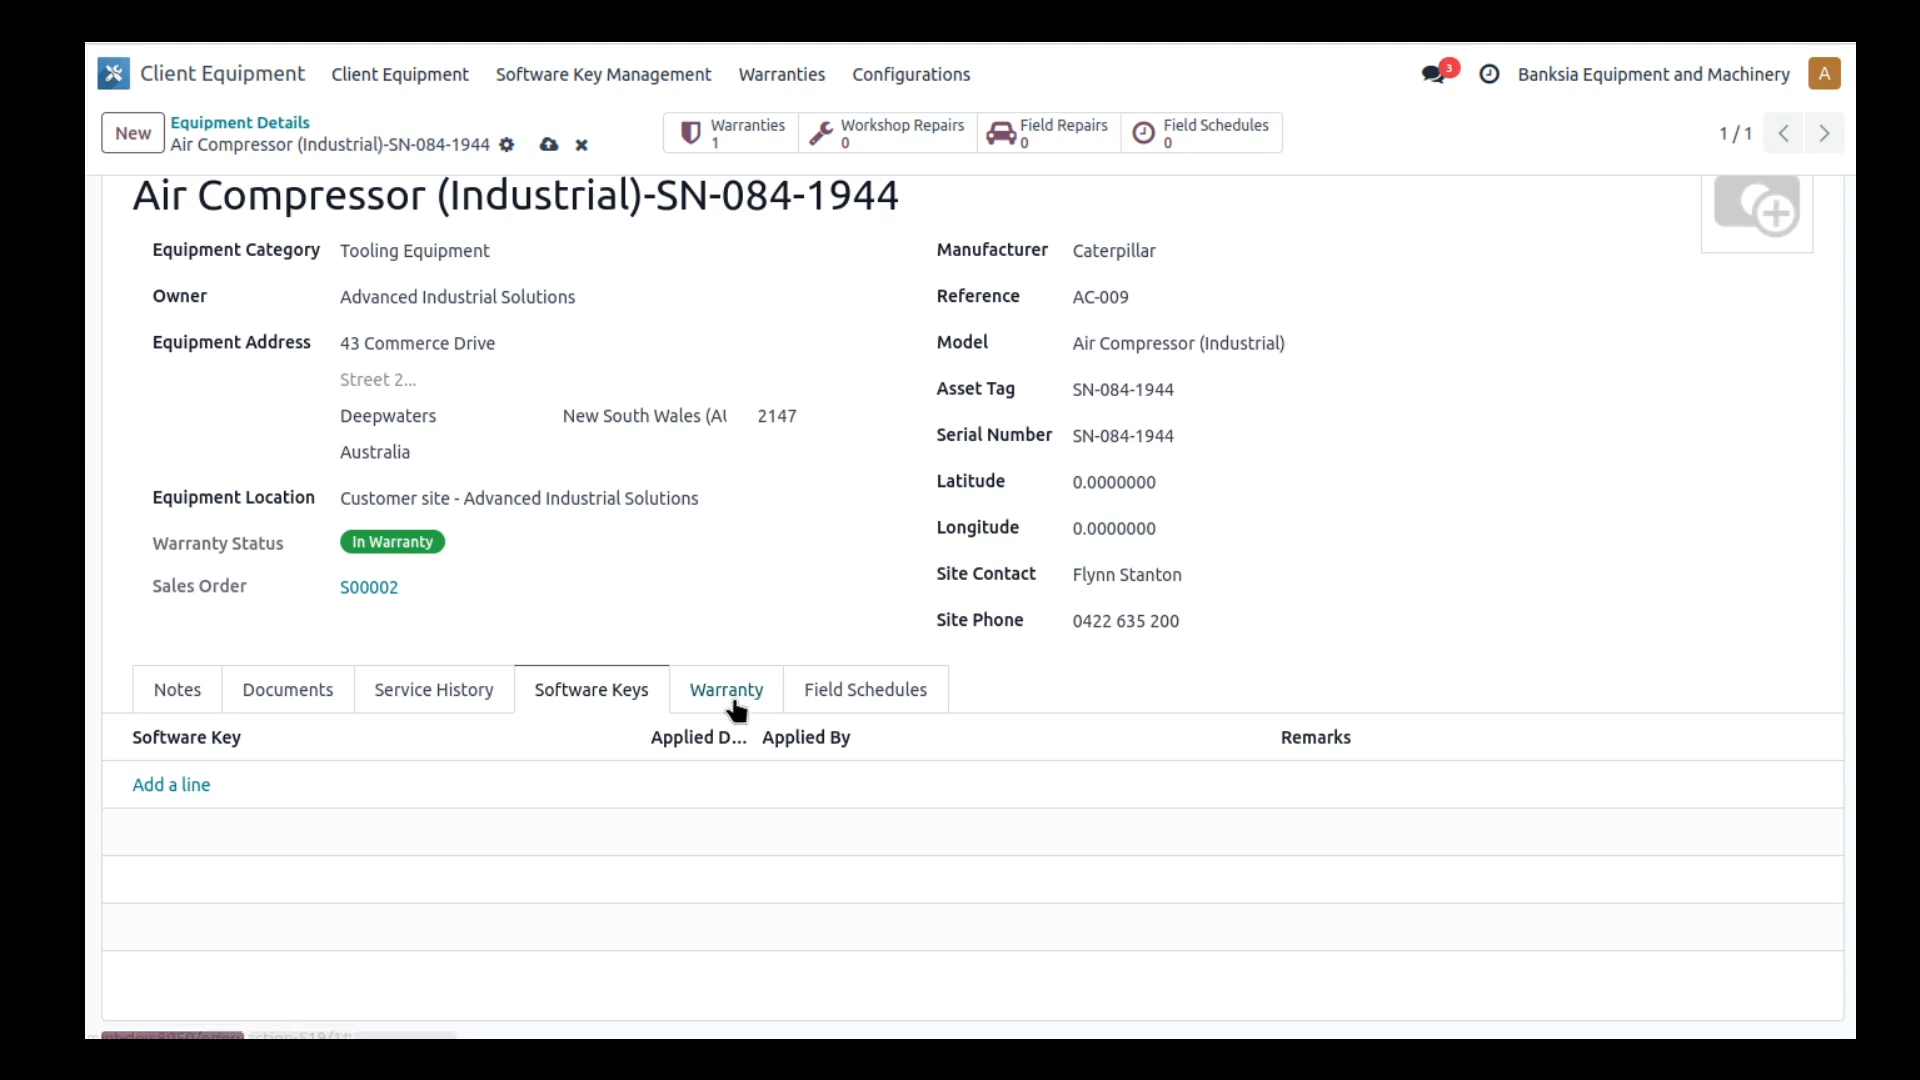 Client Equipment Client Equipment Software Key Management Warranties Configurations 3 Banksia Equipment and Machinery A
New Equipment Details Air Compressor (Industrial)-SN-084-1944
Warranties 1 Workshop Repairs 0 Field Repairs 0 Field Schedules 0 1 / 1
Air Compressor (Industrial)-SN-084-1944
Equipment Category Tooling Equipment
Owner Advanced Industrial Solutions
Equipment Address 43 Commerce Drive
Street 2...
Deepwaters New South Wales (AU 2147
Australia
Equipment Location Customer site - Advanced Industrial Solutions
Warranty Status In Warranty
Sales Order S00002
Manufacturer Caterpillar
Reference AC-009
Model Air Compressor (Industrial)
Asset Tag SN-084-1944
Serial Number SN-084-1944
Latitude 0.0000000
Longitude 0.0000000
Site Contact Flynn Stanton
Site Phone 0422 635 200
Notes Documents Service History Software Keys Warranty Field Schedules
Software Key Applied D... Applied By Remarks
Add a line